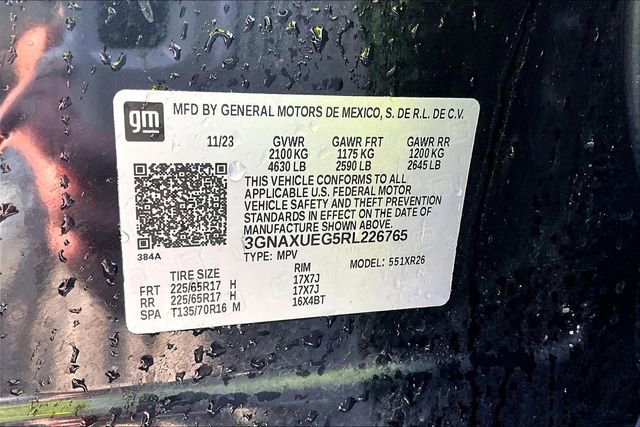 gm
MFD BY GENERAL MOTORS DE MEXICO, S. DE R.L. DE C.V.
11/23 GVWR GAWR FRT GAWR RR
2100 KG 1175 KG 1200 KG
4630 LB 2590 LB 2645 LB
THIS VEHICLE CONFORMS TO ALL
APPLICABLE U.S. FEDERAL MOTOR
VEHICLE SAFETY AND THEFT PREVENTION
STANDARDS IN EFFECT ON THE DATE OF
MANUFACTURE SHOWN ABOVE.
3GNAXUEG5RL226765
384A TYPE: MPV MODEL: 551XR26
TIRE SIZE RIM
FRT 225/65R17 H 17X7J
RR 225/65R17 H 17X7J
SPA T135/70R16 M 16X4BT